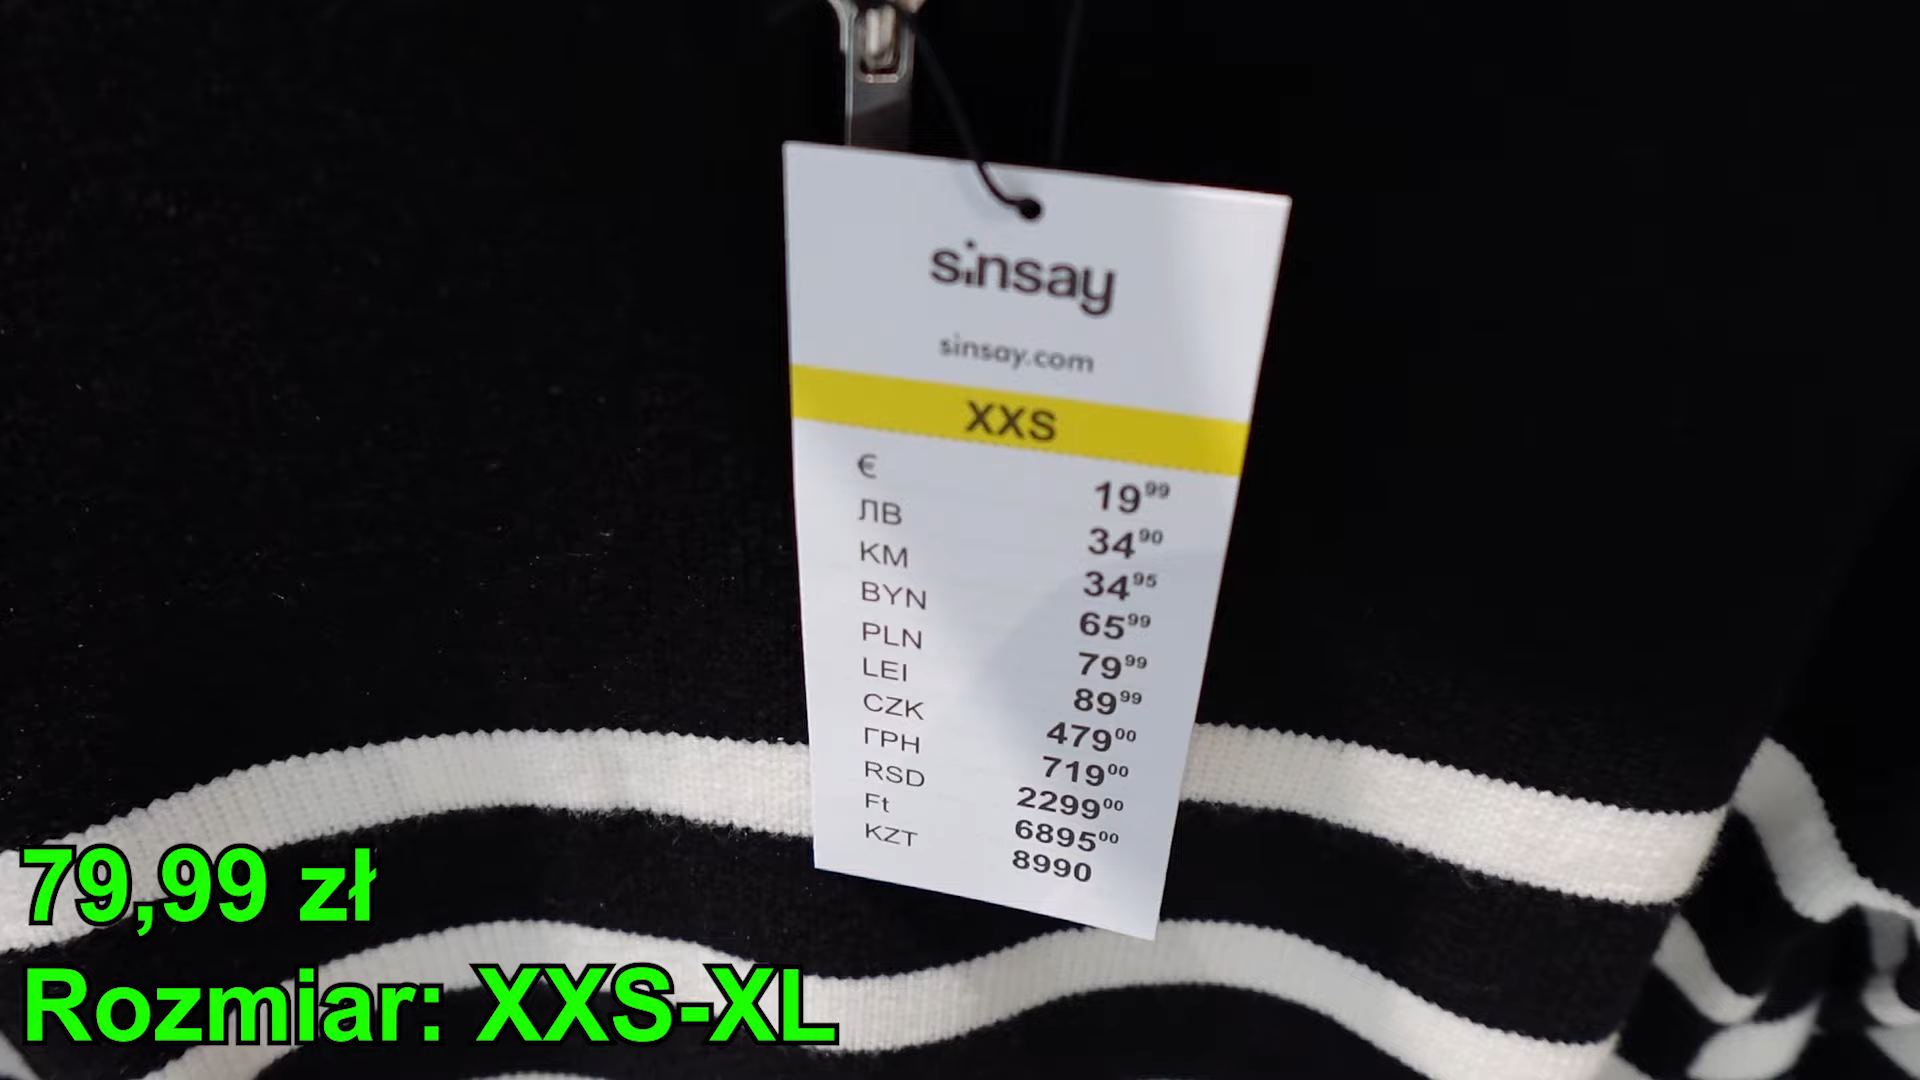 sinsay
sinsay.com
XXS
€ 19⁹⁹
ЛВ 34⁹⁰
KM 34⁹⁵
BYN 65⁹⁹
PLN 79⁹⁹
LEI 89⁹⁹
CZK 479⁰⁰
ГРН 719⁰⁰
RSD 2299⁰⁰
Ft 6895⁰⁰
KZT 8990
79,99 zł
Rozmiar: XXS-XL